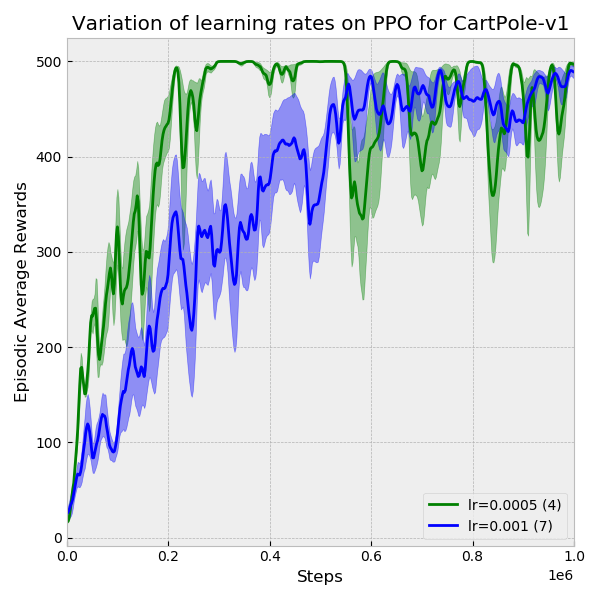 Variation of learning rates on PPO for CartPole-v1
Episodic Average Rewards
500
400
300
200
100
0
lr=0.0005 (4)
lr=0.001 (7)
0.0 0.2 0.4 0.6 0.8 1.0
1e6
Steps